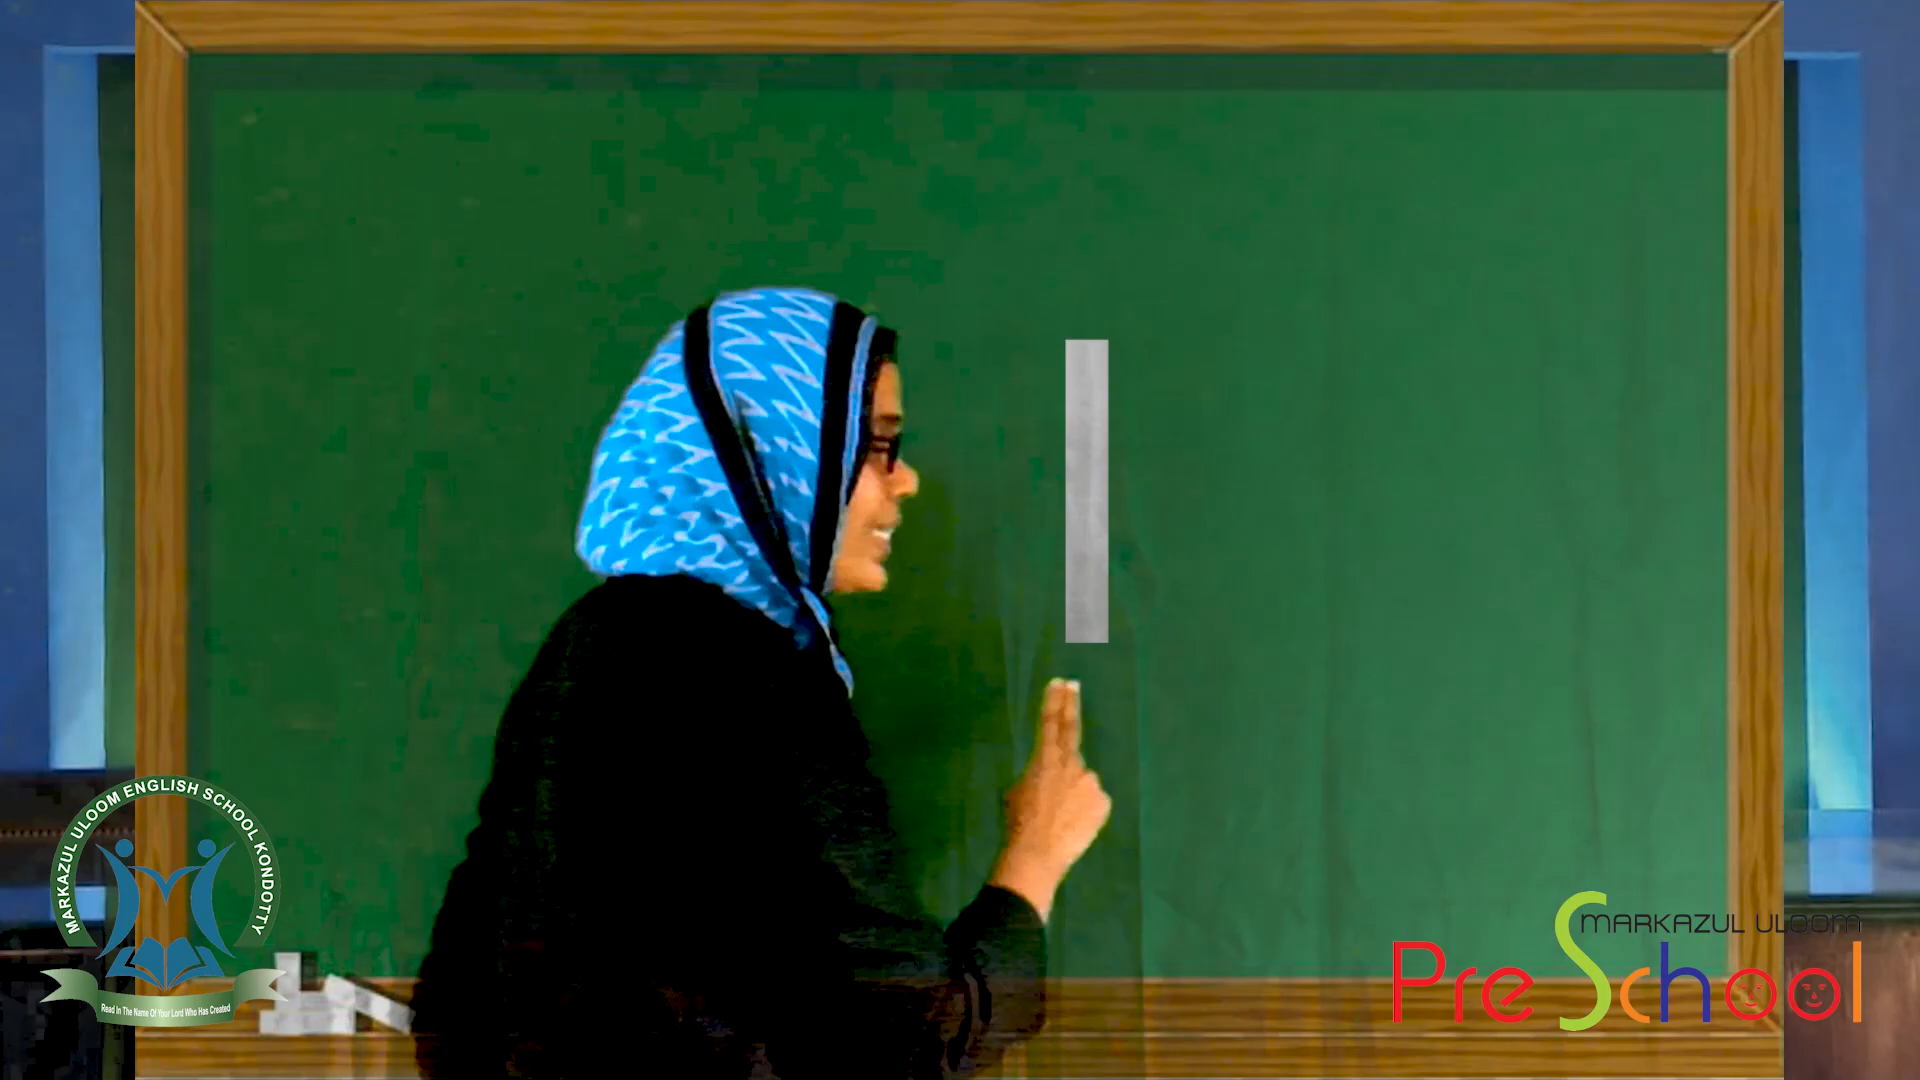 MARKAZUL ULOOM ENGLISH SCHOOL KONDOTTY
Read In The Name Of Your Lord Who Has Created
MARKAZUL ULOOM
PreSchool